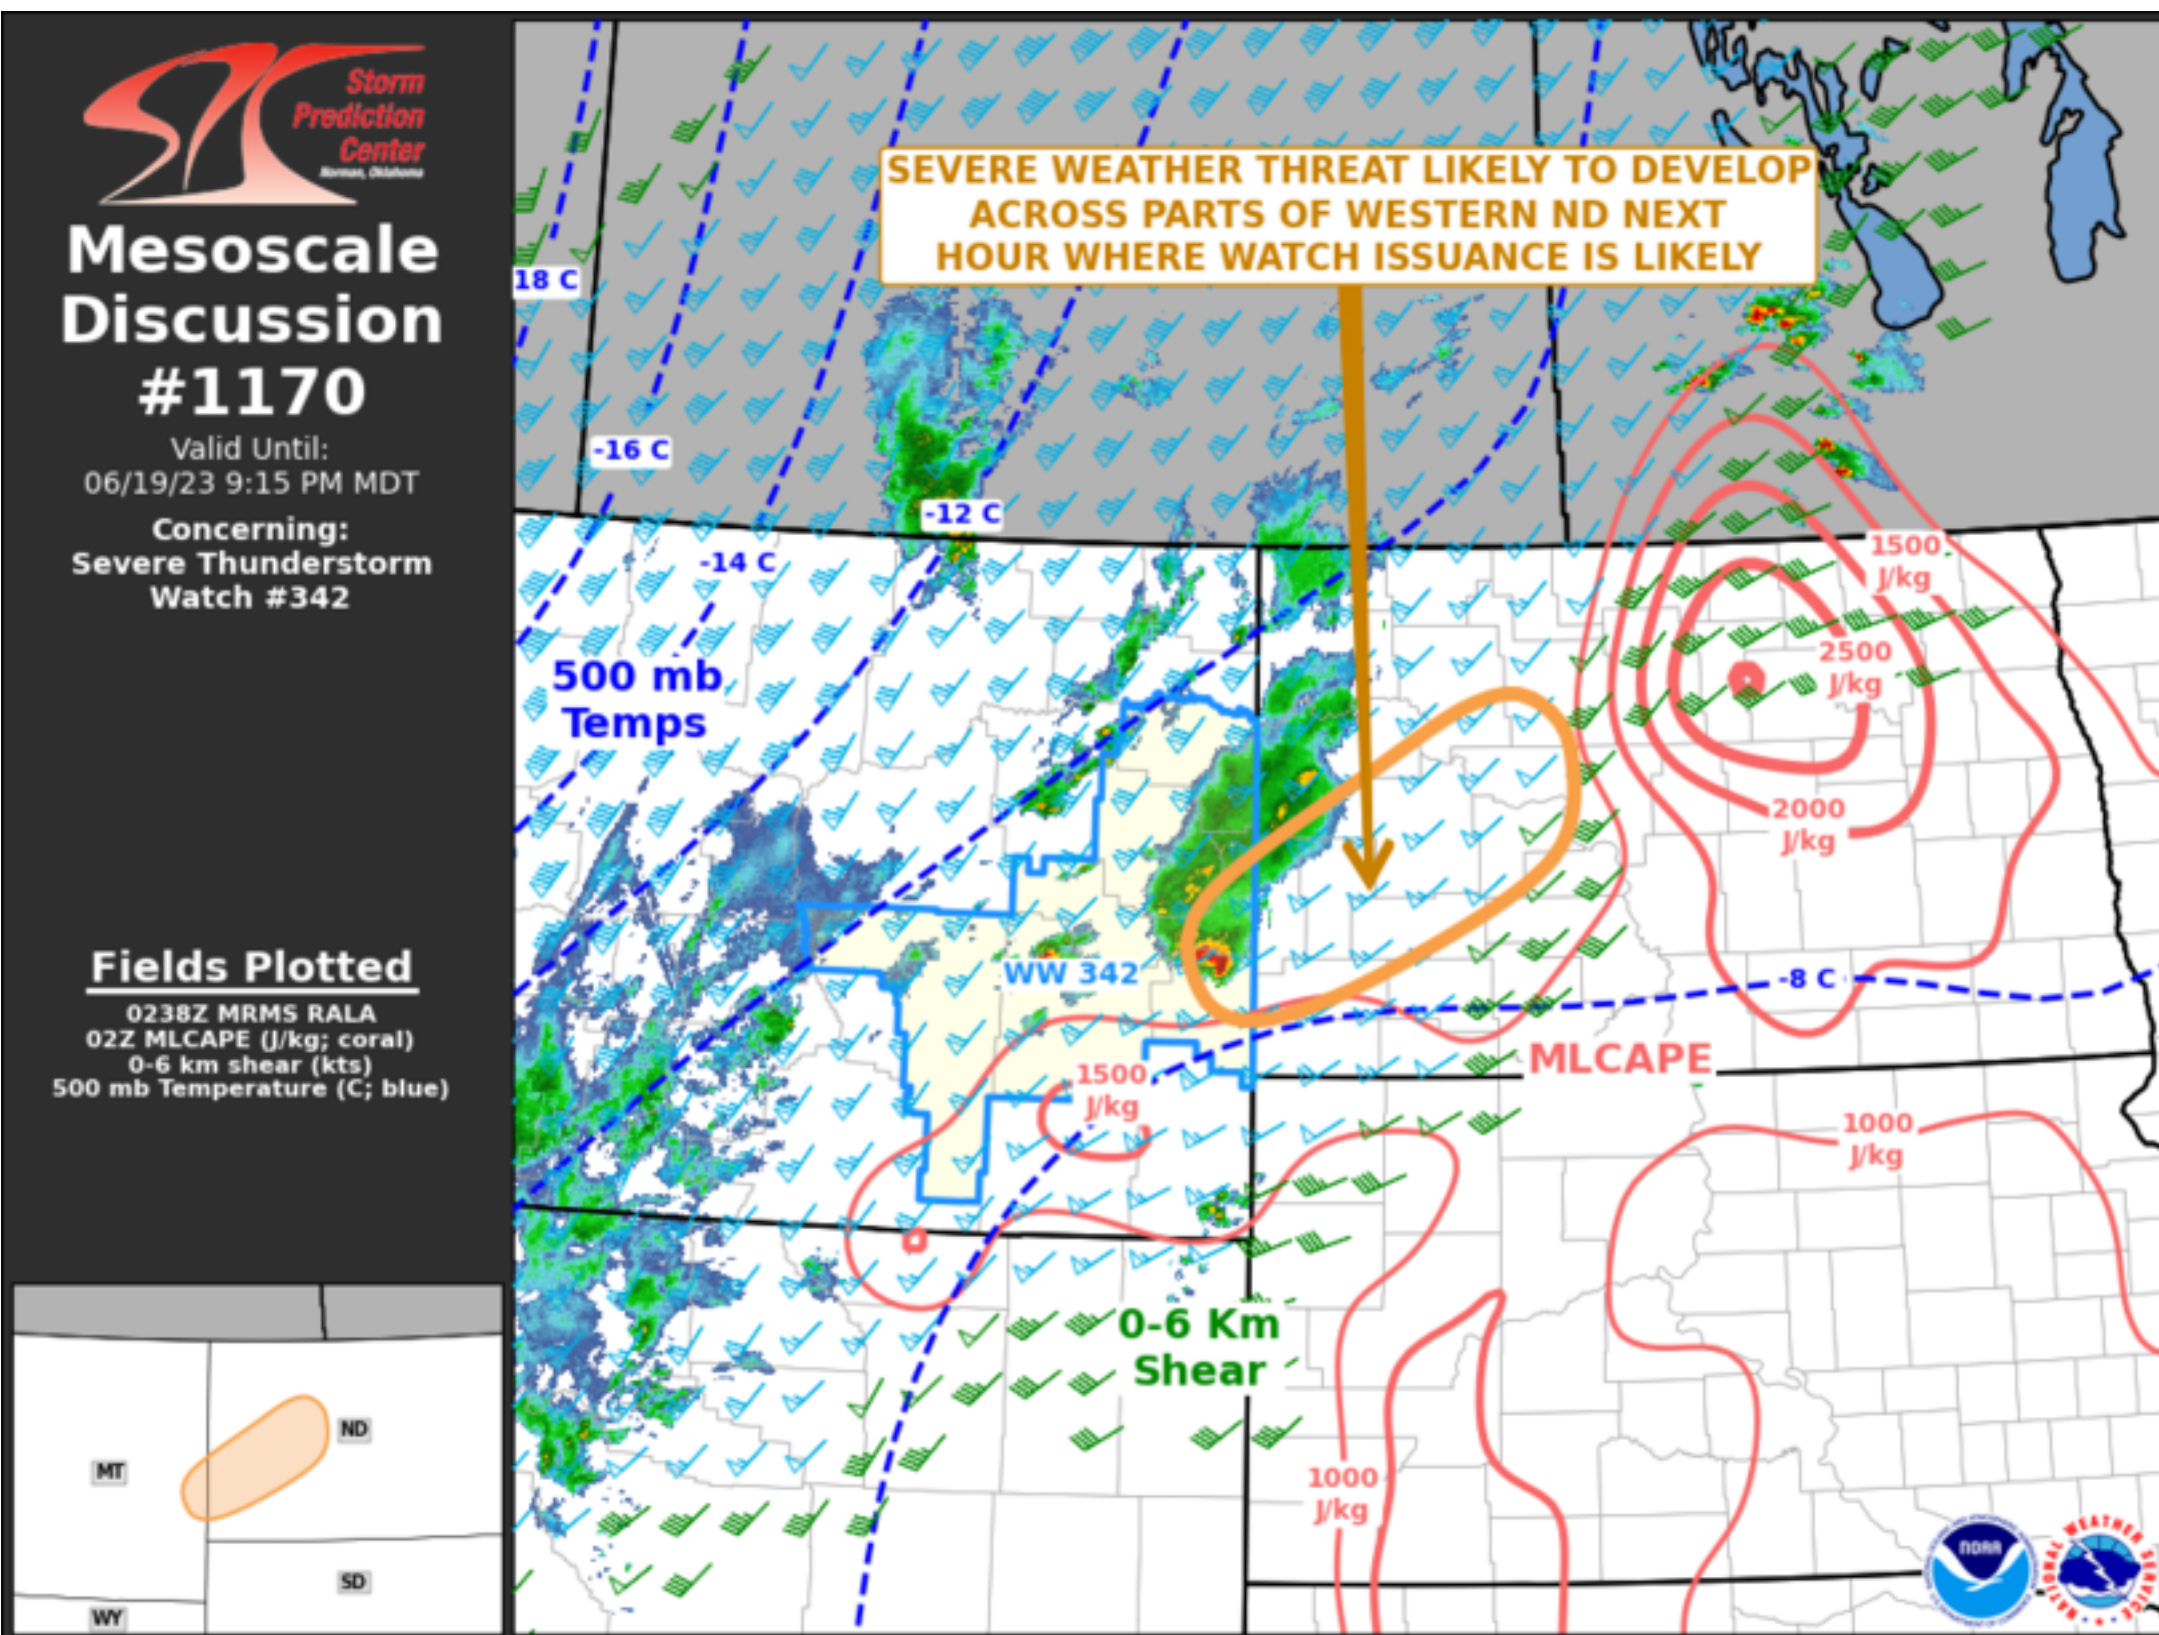 Storm
Prediction
Center
Norman, Oklahoma
Mesoscale
Discussion
#1170
Valid Until:
06/19/23 9:15 PM MDT
Concerning:
Severe Thunderstorm
Watch #342
Fields Plotted
0238Z MRMS RALA
02Z MLCAPE (J/kg; coral)
0-6 km shear (kts)
500 mb Temperature (C; blue)
MT
ND
SD
WY
SEVERE WEATHER THREAT LIKELY TO DEVELOP
ACROSS PARTS OF WESTERN ND NEXT
HOUR WHERE WATCH ISSUANCE IS LIKELY
18 C
-16 C
-12 C
-14 C
500 mb
Temps
1500
J/kg
2500
J/kg
2000
J/kg
WW 342
-8 C
MLCAPE
1500
J/kg
1000
J/kg
0-6 Km
Shear
1000
J/kg
NOAA
NATIONAL WEATHER SERVICE